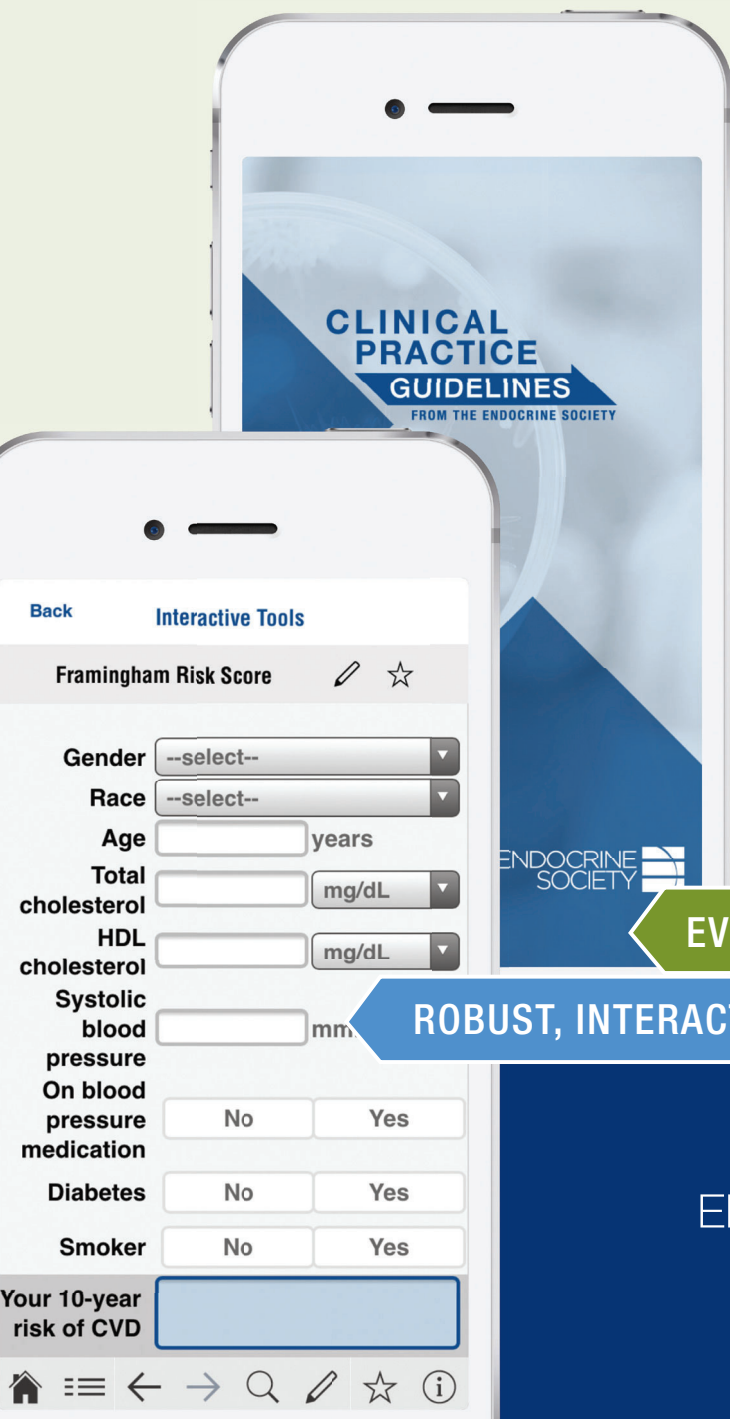 CLINICAL
PRACTICE
GUIDELINES
FROM THE ENDOCRINE SOCIETY
ENDOCRINE
SOCIETY
Back Interactive Tools
Framingham Risk Score
Gender --select--
Race --select--
Age years
Total
cholesterol mg/dL
HDL
cholesterol mg/dL
Systolic
blood
pressure
On blood
pressure
medication No Yes
Diabetes No Yes
Smoker No Yes
Your 10-year
risk of CVD
ROBUST,